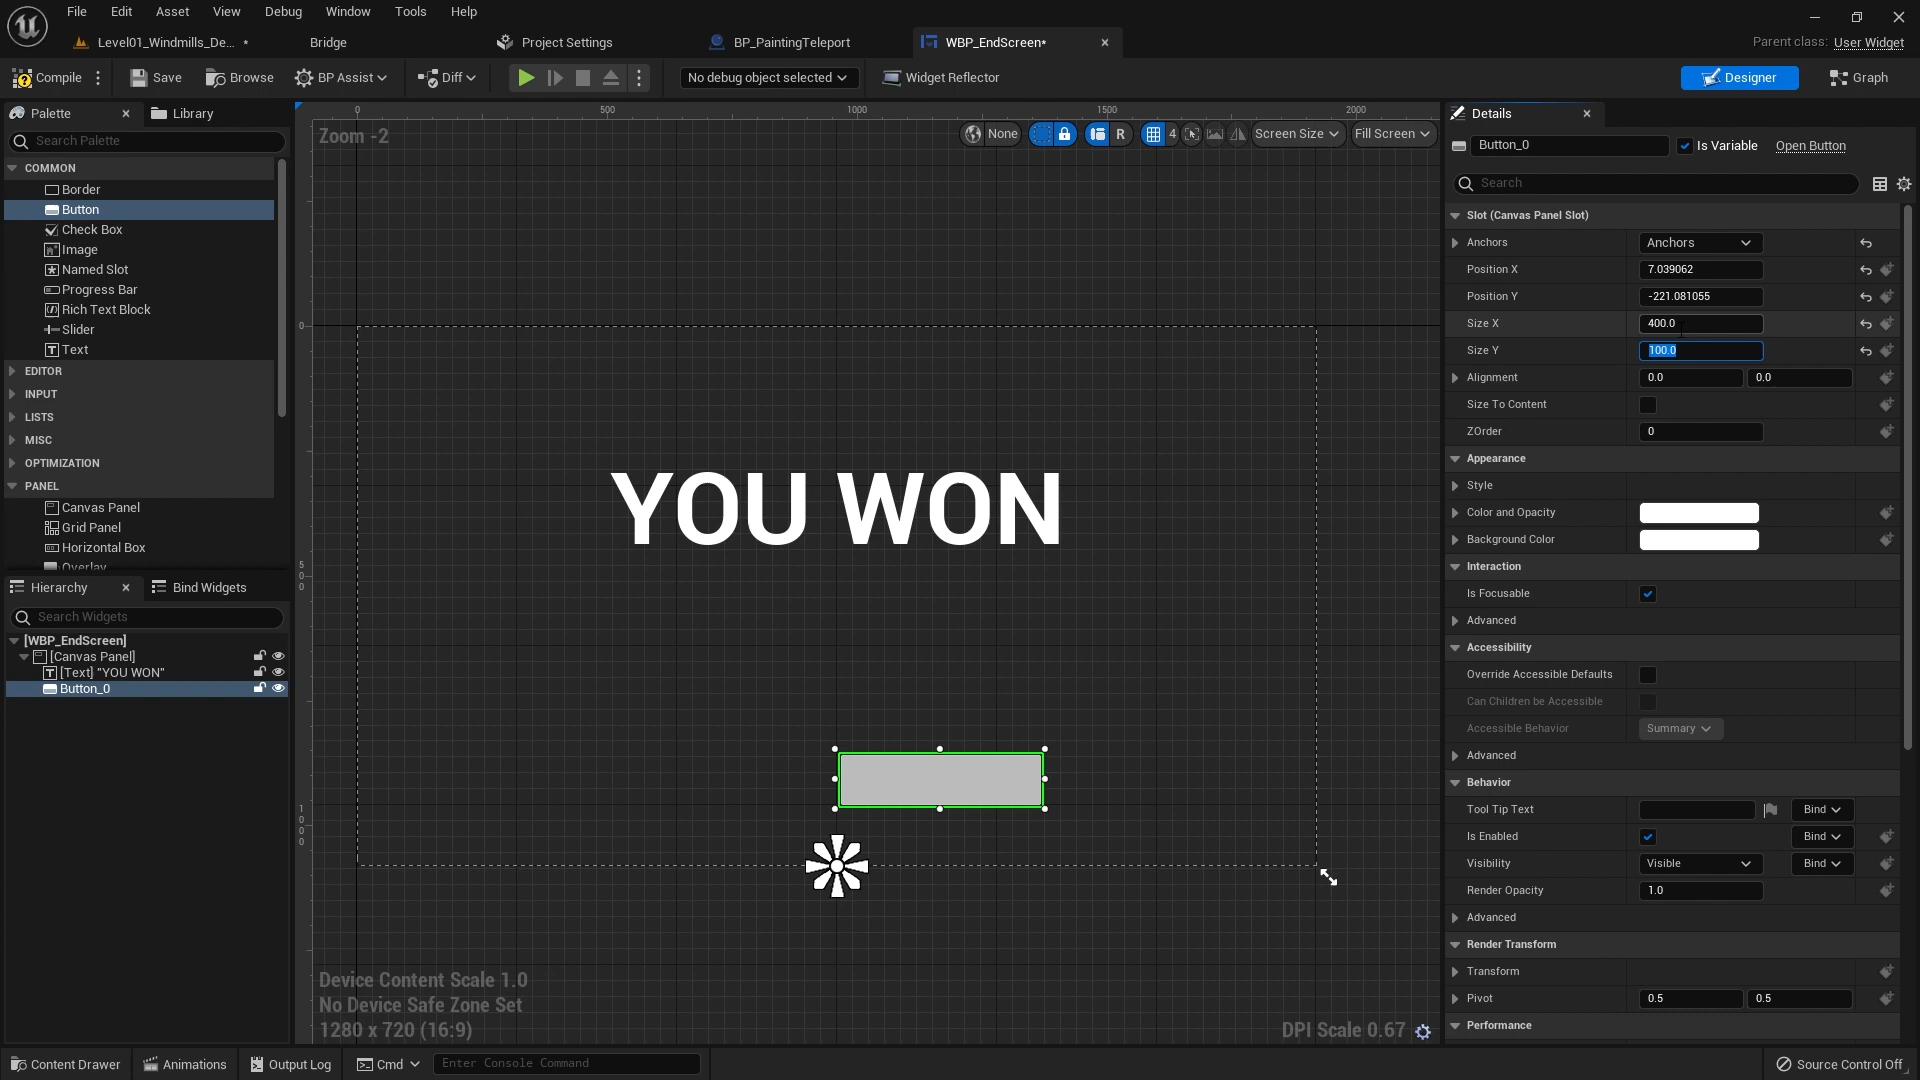 File Edit Asset View Debug Window Tools Help
Level01_Windmills_De... * Bridge Project Settings BP_PaintingTeleport WBP_EndScreen* Parent class: User Widget
Compile Save Browse BP Assist Diff No debug object selected Widget Reflector Designer Graph
Palette Library
Search Palette
COMMON
Border
Button
Check Box
Image
Named Slot
Progress Bar
Rich Text Block
Slider
Text
EDITOR
INPUT
LISTS
MISC
OPTIMIZATION
PANEL
Canvas Panel
Grid Panel
Horizontal Box
Overlay
Hierarchy Bind Widgets
Search Widgets
[WBP_EndScreen]
[Canvas Panel]
[Text] "YOU WON"
Button_0
0 500 1000 1500 2000
Zoom -2 None R 4 Screen Size Fill Screen
0
500
1000
YOU WON
Device Content Scale 1.0
No Device Safe Zone Set
1280 x 720 (16:9) DPI Scale 0.67
Details
Button_0 Is Variable Open Button
Search
Slot (Canvas Panel Slot)
Anchors Anchors
Position X 7.039062
Position Y -221.081055
Size X 400.0
Size Y 100.0
Alignment 0.0 0.0
Size To Content
ZOrder 0
Appearance
Style
Color and Opacity
Background Color
Interaction
Is Focusable
Advanced
Accessibility
Override Accessible Defaults
Can Children be Accessible
Accessible Behavior Summary
Advanced
Behavior
Tool Tip Text Bind
Is Enabled Bind
Visibility Visible Bind
Render Opacity 1.0
Advanced
Render Transform
Transform
Pivot 0.5 0.5
Performance
Content Drawer Animations Output Log Cmd Enter Console Command Source Control Off